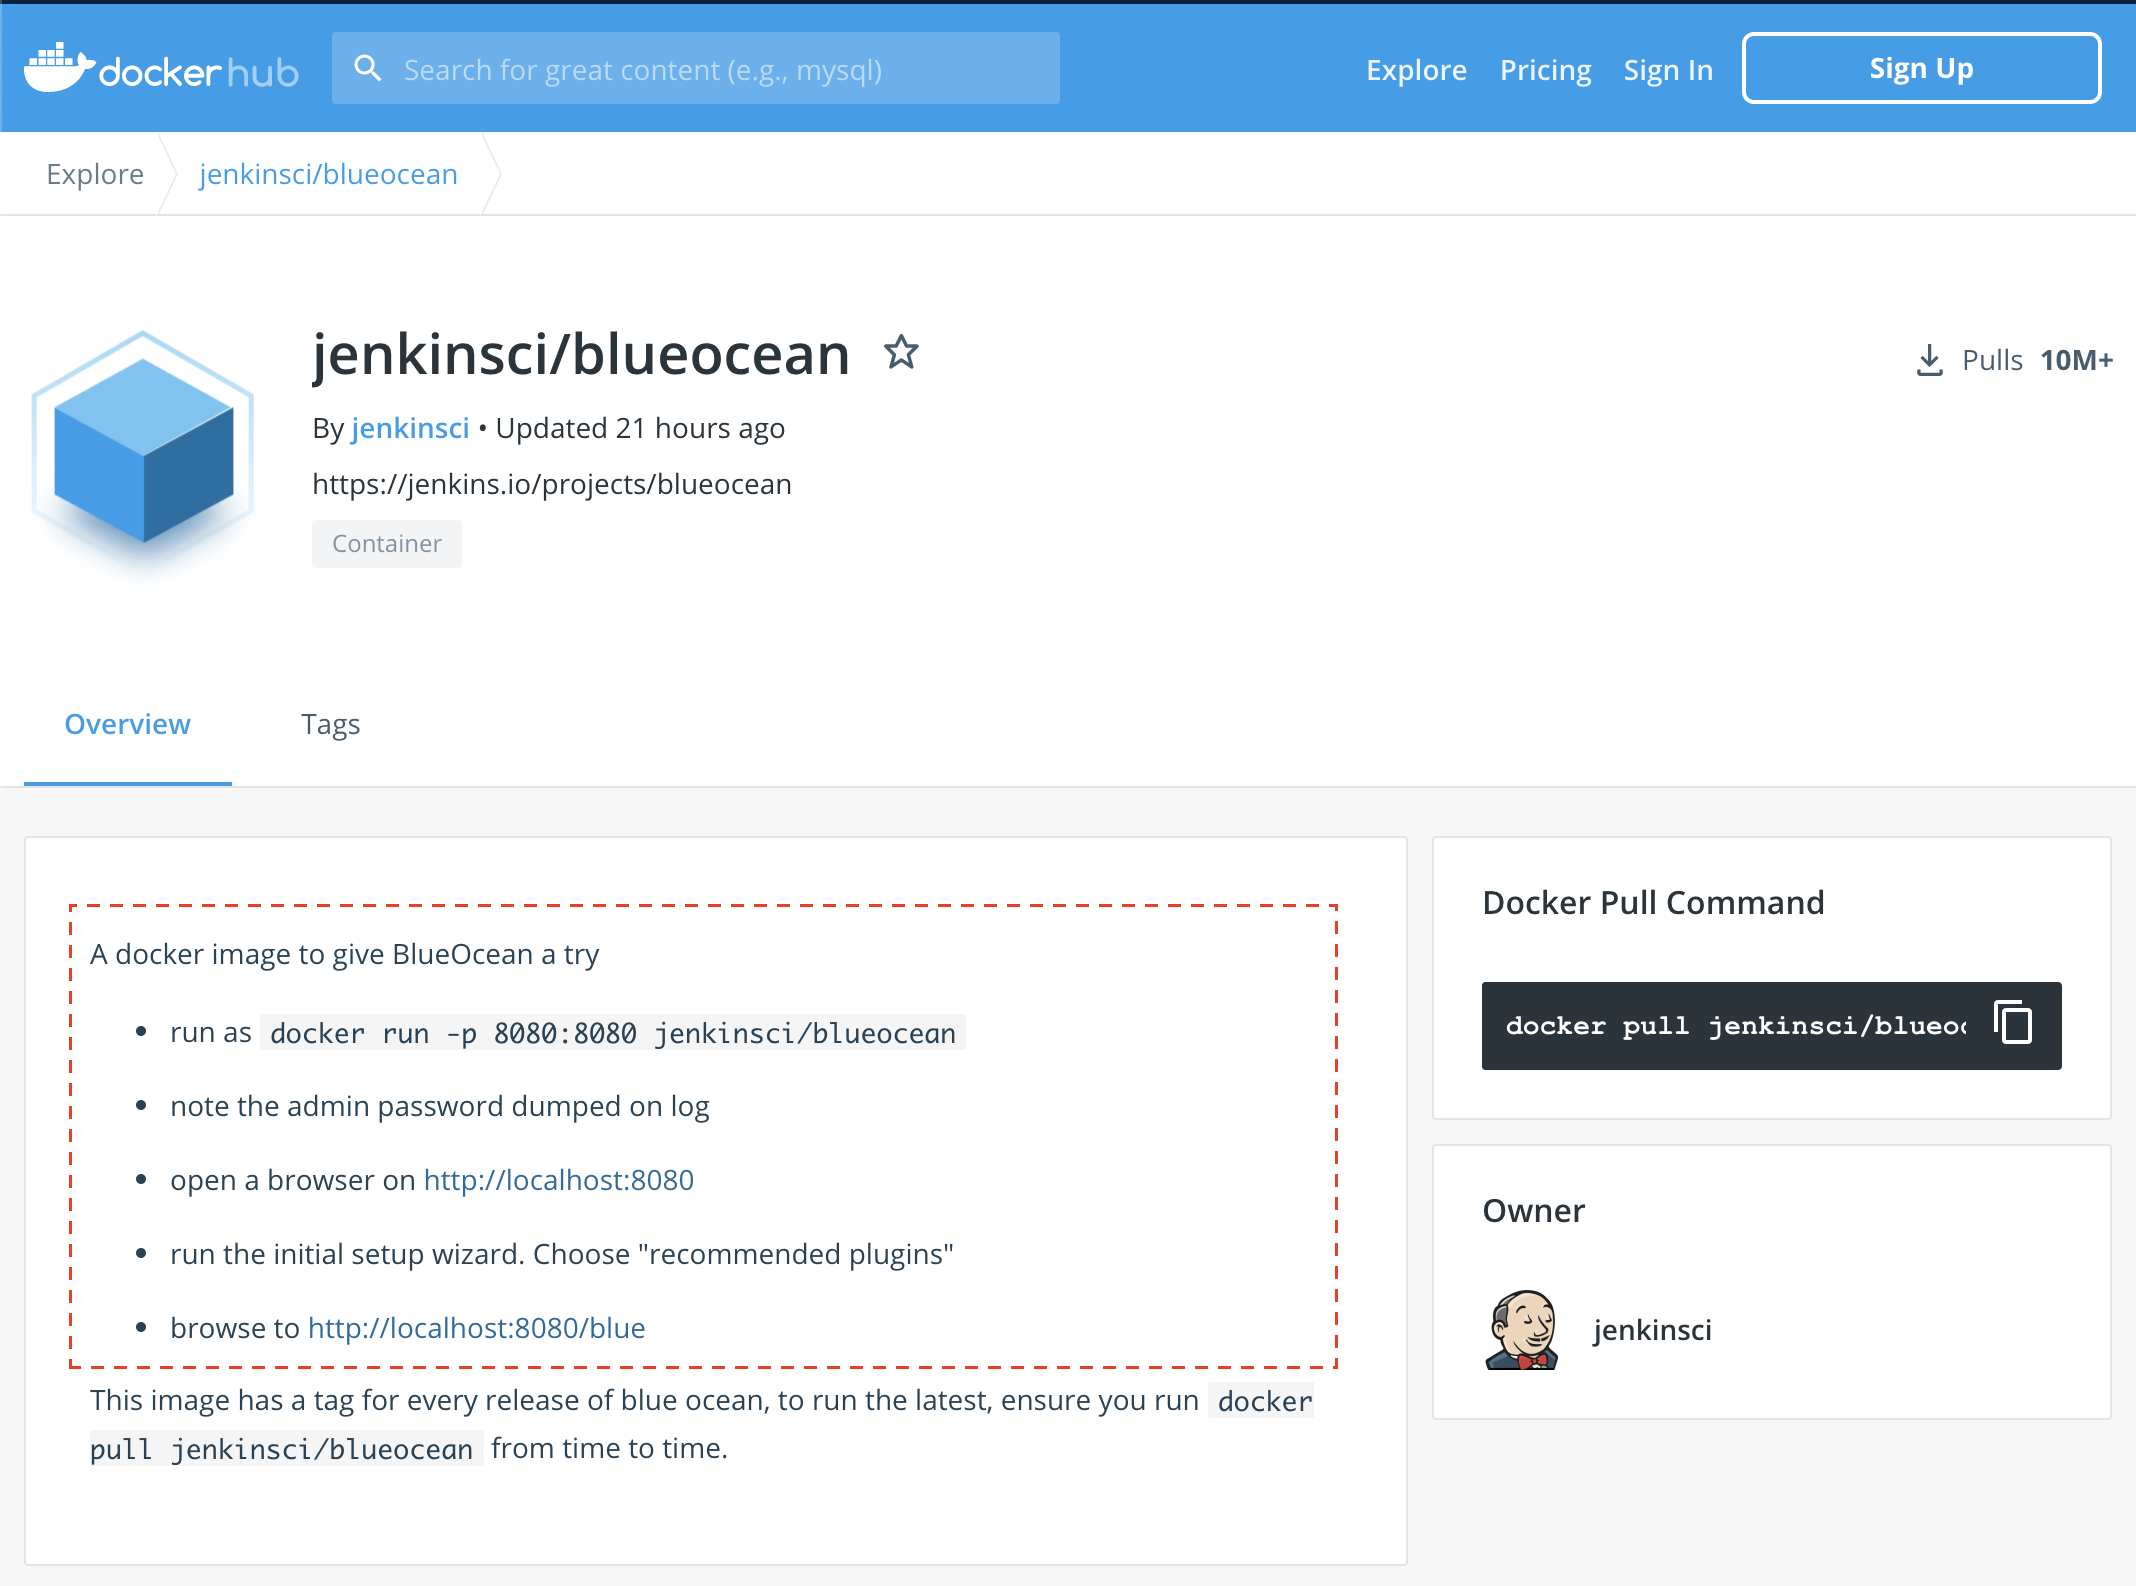 docker hub
Search for great content (e.g., mysql)
Explore
Pricing
Sign In
Sign Up
Explore
jenkinsci/blueocean
jenkinsci/blueocean
Pulls 10M+
By jenkinsci • Updated 21 hours ago
https://jenkins.io/projects/blueocean
Container
Overview
Tags
A docker image to give BlueOcean a try
• run as docker run -p 8080:8080 jenkinsci/blueocean
• note the admin password dumped on log
• open a browser on http://localhost:8080
• run the initial setup wizard. Choose "recommended plugins"
• browse to http://localhost:8080/blue
This image has a tag for every release of blue ocean, to run the latest, ensure you run docker
pull jenkinsci/blueocean from time to time.
Docker Pull Command
docker pull jenkinsci/blueo
Owner
jenkinsci